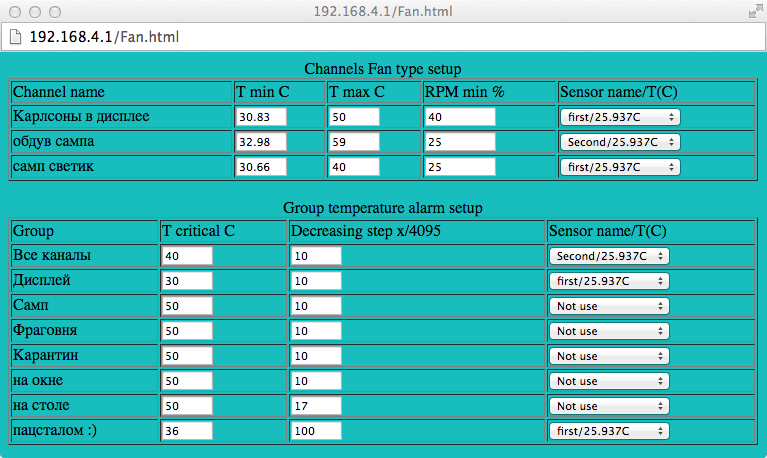 192.168.4.1/Fan.html
192.168.4.1/Fan.html
Channels Fan type setup
Channel name T min C T max C RPM min % Sensor name/T(C)
Карлсоны в дисплее 30.83 50 40 first/25.937C
обдув сампа 32.98 59 25 Second/25.937C
самп светик 30.66 40 25 first/25.937C
Group temperature alarm setup
Group T critical C Decreasing step x/4095 Sensor name/T(C)
Все каналы 40 10 Second/25.937C
Дисплей 30 10 first/25.937C
Самп 50 10 Not use
Фраговня 50 10 Not use
Карантин 50 10 Not use
на окне 50 10 Not use
на столе 50 17 Not use
пацсталом :) 36 100 first/25.937C